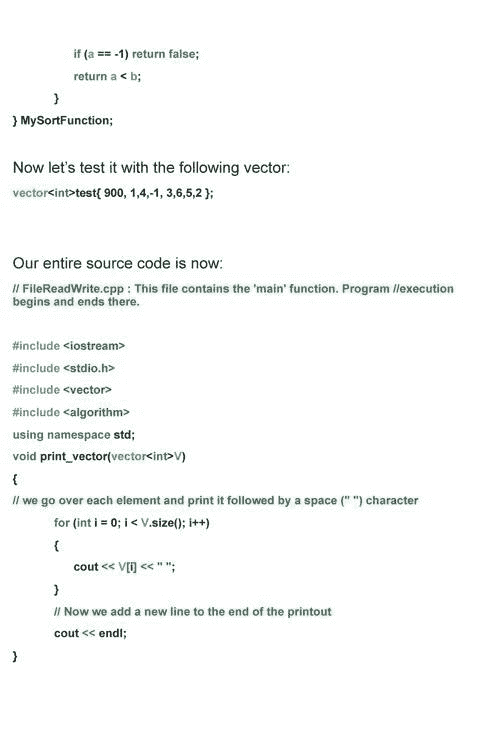 if (a == -1) return false;
return a < b;
}
} MySortFunction;
Now let's test it with the following vector:
vector<int>test{ 900, 1,4,-1, 3,6,5,2 };
Our entire source code is now:
// FileReadWrite.cpp : This file contains the 'main' function. Program //execution
begins and ends there.
#include <iostream>
#include <stdio.h>
#include <vector>
#include <algorithm>
using namespace std;
void print_vector(vector<int>V)
{
// we go over each element and print it followed by a space (" ") character
for (int i = 0; i < V.size(); i++)
{
cout << V[i] << " ";
}
// Now we add a new line to the end of the printout
cout << endl;
}